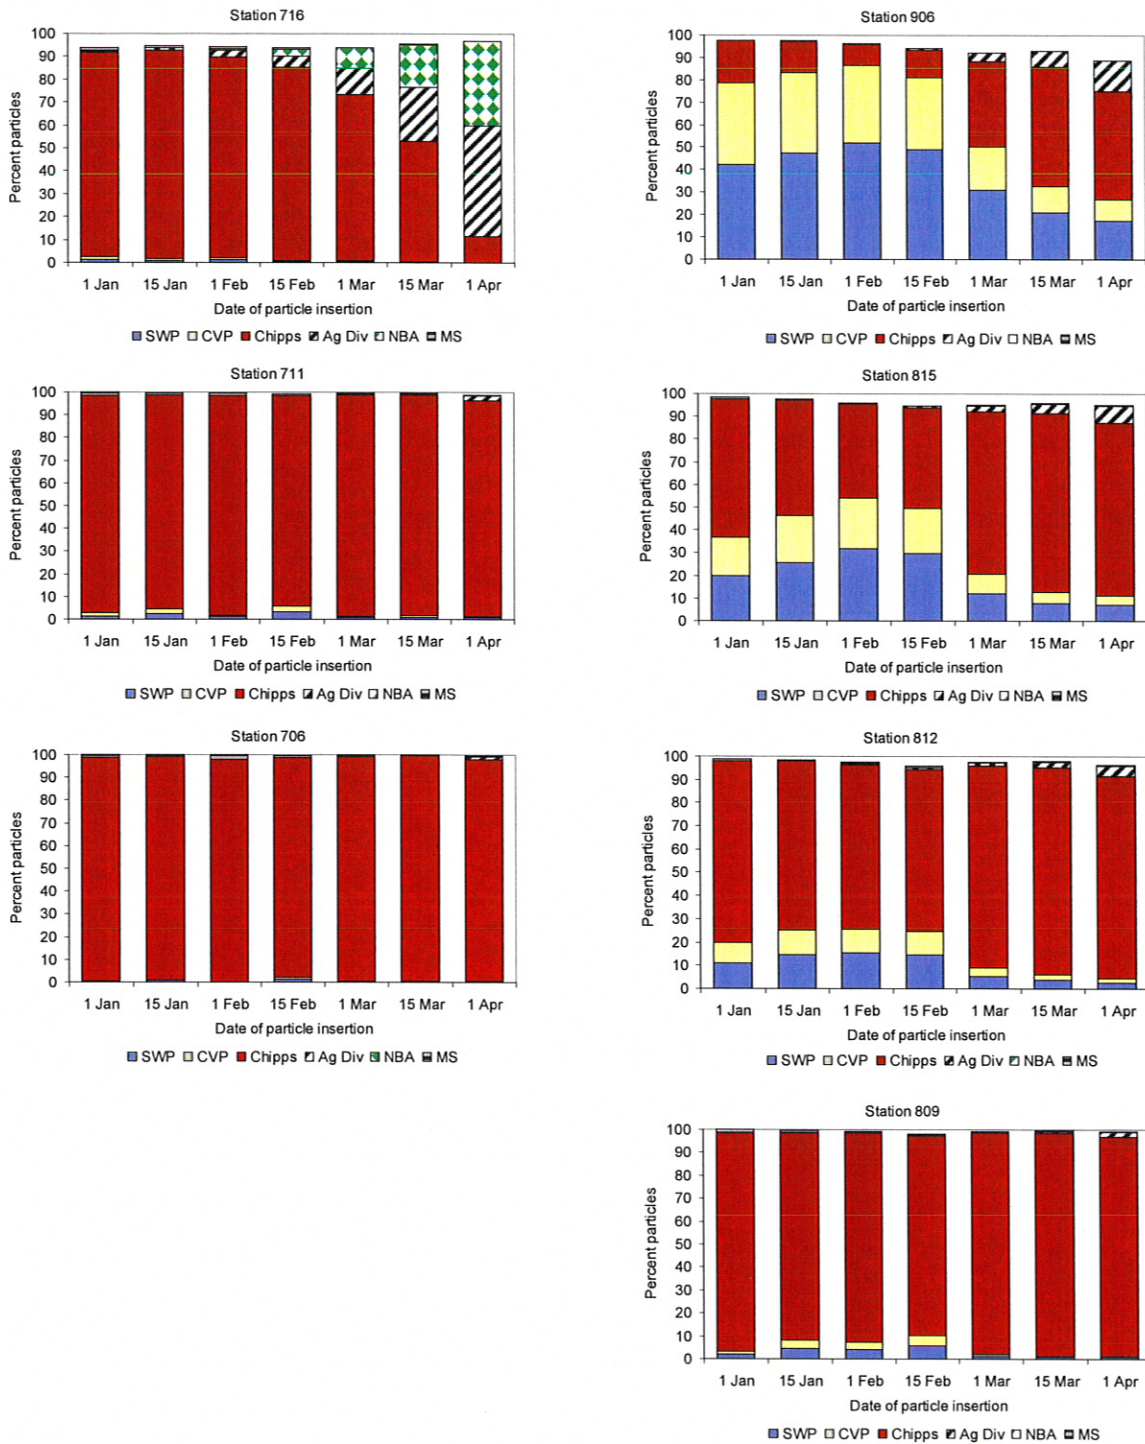 Station 716
Percent particles
100
90
80
70
60
50
40
30
20
10
0
1 Jan 15 Jan 1 Feb 15 Feb 1 Mar 15 Mar 1 Apr
Date of particle insertion
SWP CVP Chipps Ag Div NBA MS
Station 711
Percent particles
100
90
80
70
60
50
40
30
20
10
0
1 Jan 15 Jan 1 Feb 15 Feb 1 Mar 15 Mar 1 Apr
Date of particle insertion
SWP CVP Chipps Ag Div NBA MS
Station 706
Percent particles
100
90
80
70
60
50
40
30
20
10
0
1 Jan 15 Jan 1 Feb 15 Feb 1 Mar 15 Mar 1 Apr
Date of particle insertion
SWP CVP Chipps Ag Div NBA MS
Station 906
Percent particles
100
90
80
70
60
50
40
30
20
10
0
1 Jan 15 Jan 1 Feb 15 Feb 1 Mar 15 Mar 1 Apr
Date of particle insertion
SWP CVP Chipps Ag Div NBA MS
Station 815
Percent particles
100
90
80
70
60
50
40
30
20
10
0
1 Jan 15 Jan 1 Feb 15 Feb 1 Mar 15 Mar 1 Apr
Date of particle insertion
SWP CVP Chipps Ag Div NBA MS
Station 812
Percent particles
100
90
80
70
60
50
40
30
20
10
0
1 Jan 15 Jan 1 Feb 15 Feb 1 Mar 15 Mar 1 Apr
Date of particle insertion
SWP CVP Chipps Ag Div NBA MS
Station 809
Percent particles
100
90
80
70
60
50
40
30
20
10
0
1 Jan 15 Jan 1 Feb 15 Feb 1 Mar 15 Mar 1 Apr
Date of particle insertion
SWP CVP Chipps Ag Div NBA MS